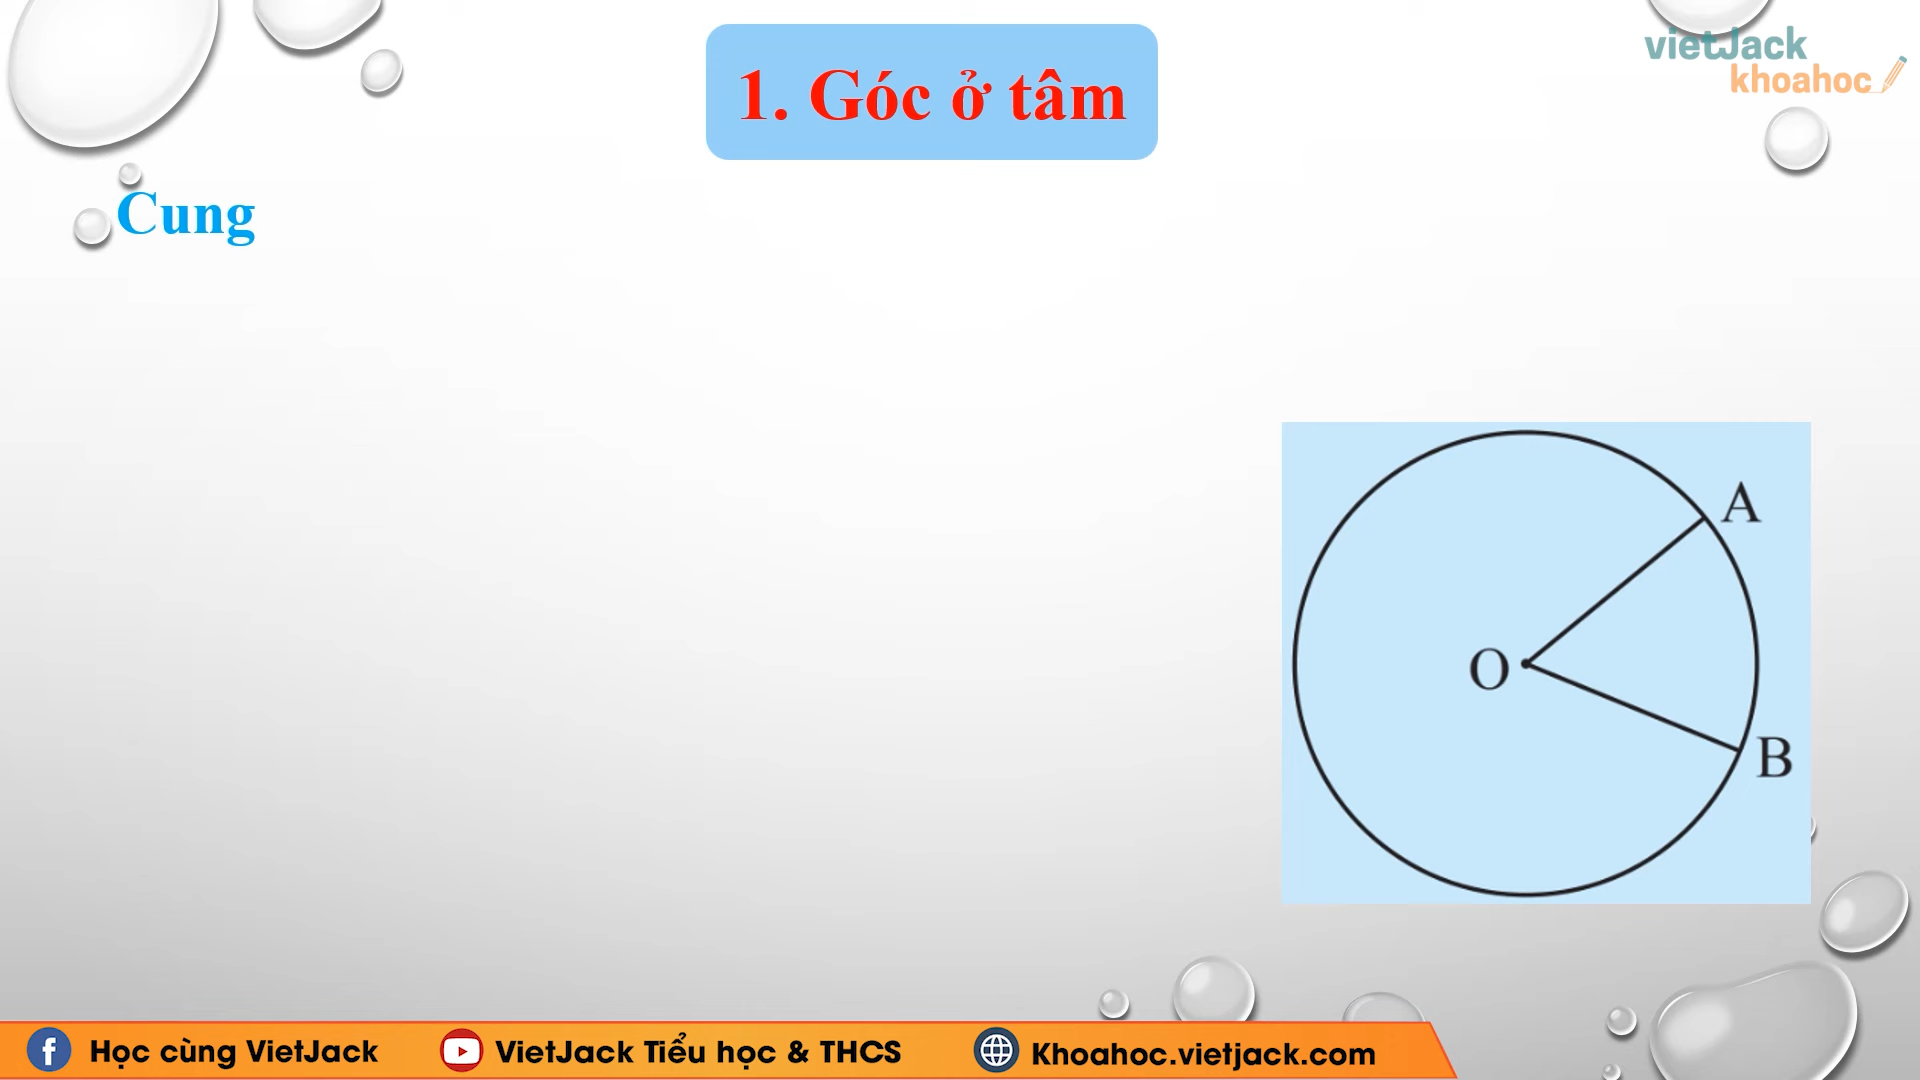 1. Góc ở tâm
vietJack
khoahoc
Cung
A
O
B
Học cùng VietJack
VietJack Tiểu học & THCS
Khoahoc.vietjack.com